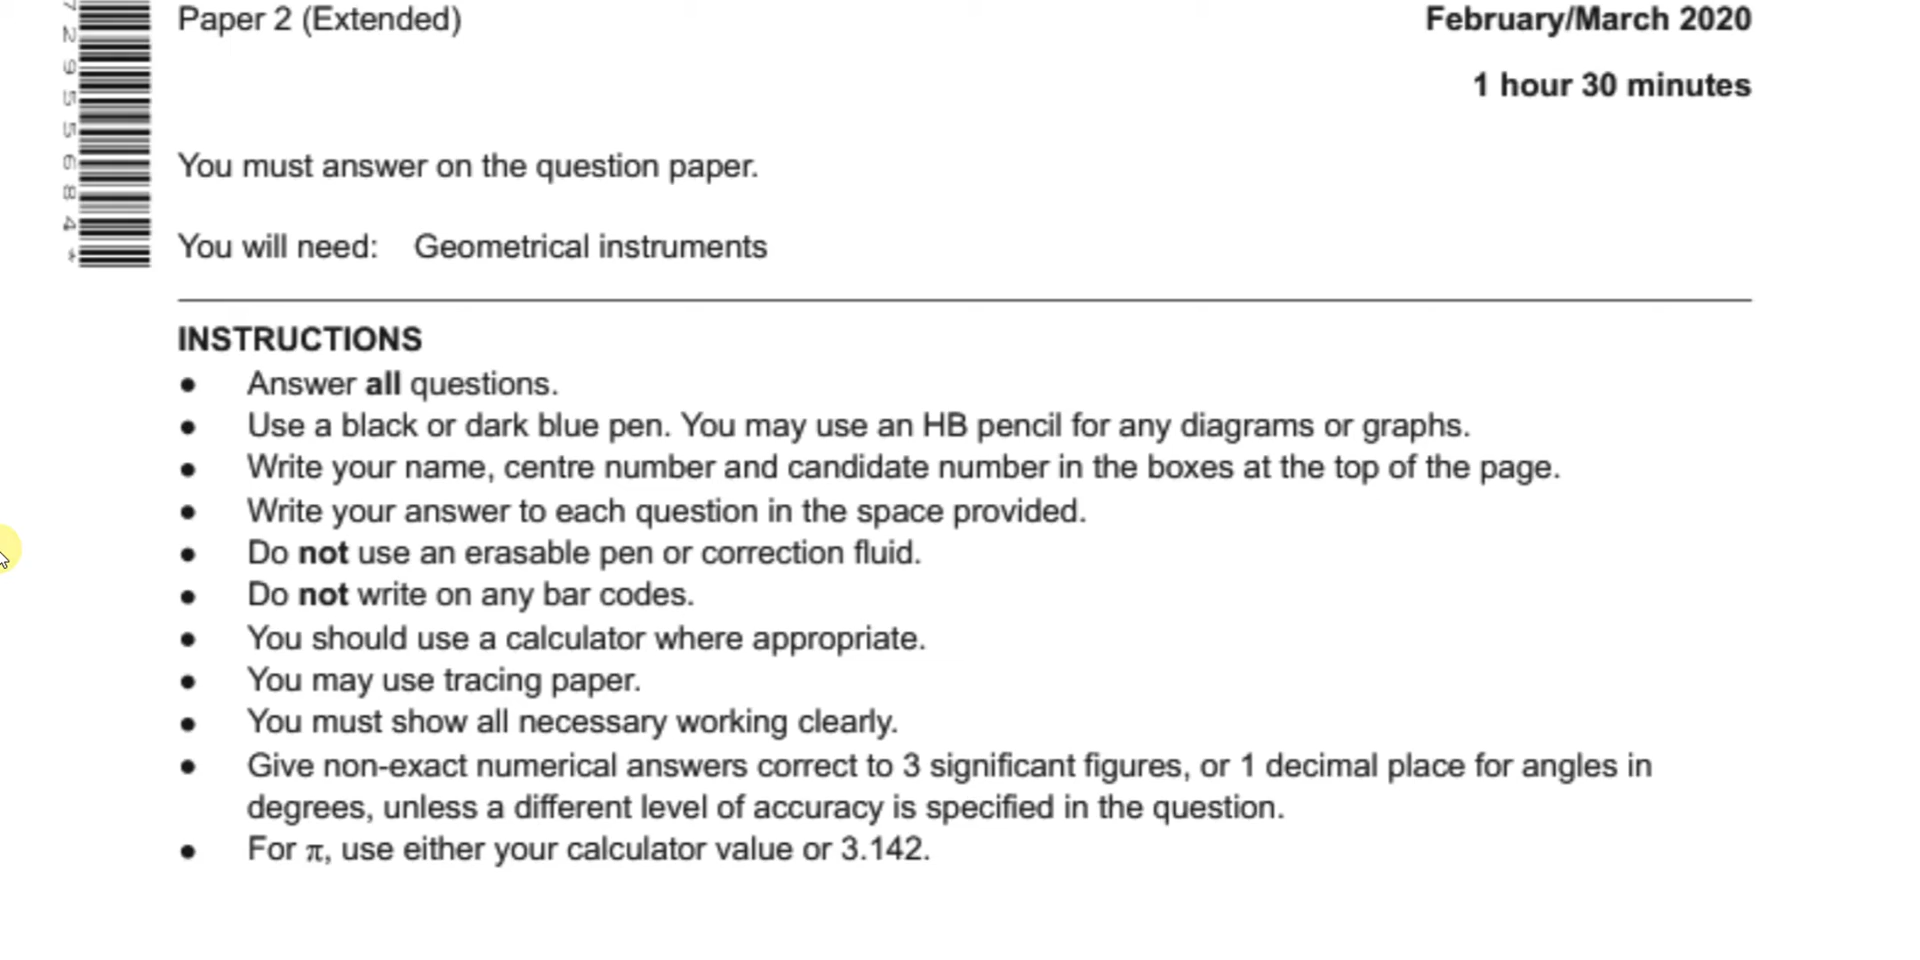 Paper 2 (Extended)
February/March 2020
1 hour 30 minutes
You must answer on the question paper.
You will need: Geometrical instruments
INSTRUCTIONS
● Answer all questions.
● Use a black or dark blue pen. You may use an HB pencil for any diagrams or graphs.
● Write your name, centre number and candidate number in the boxes at the top of the page.
● Write your answer to each question in the space provided.
● Do not use an erasable pen or correction fluid.
● Do not write on any bar codes.
● You should use a calculator where appropriate.
● You may use tracing paper.
● You must show all necessary working clearly.
● Give non-exact numerical answers correct to 3 significant figures, or 1 decimal place for angles in
degrees, unless a different level of accuracy is specified in the question.
● For π, use either your calculator value or 3.142.
2955684*